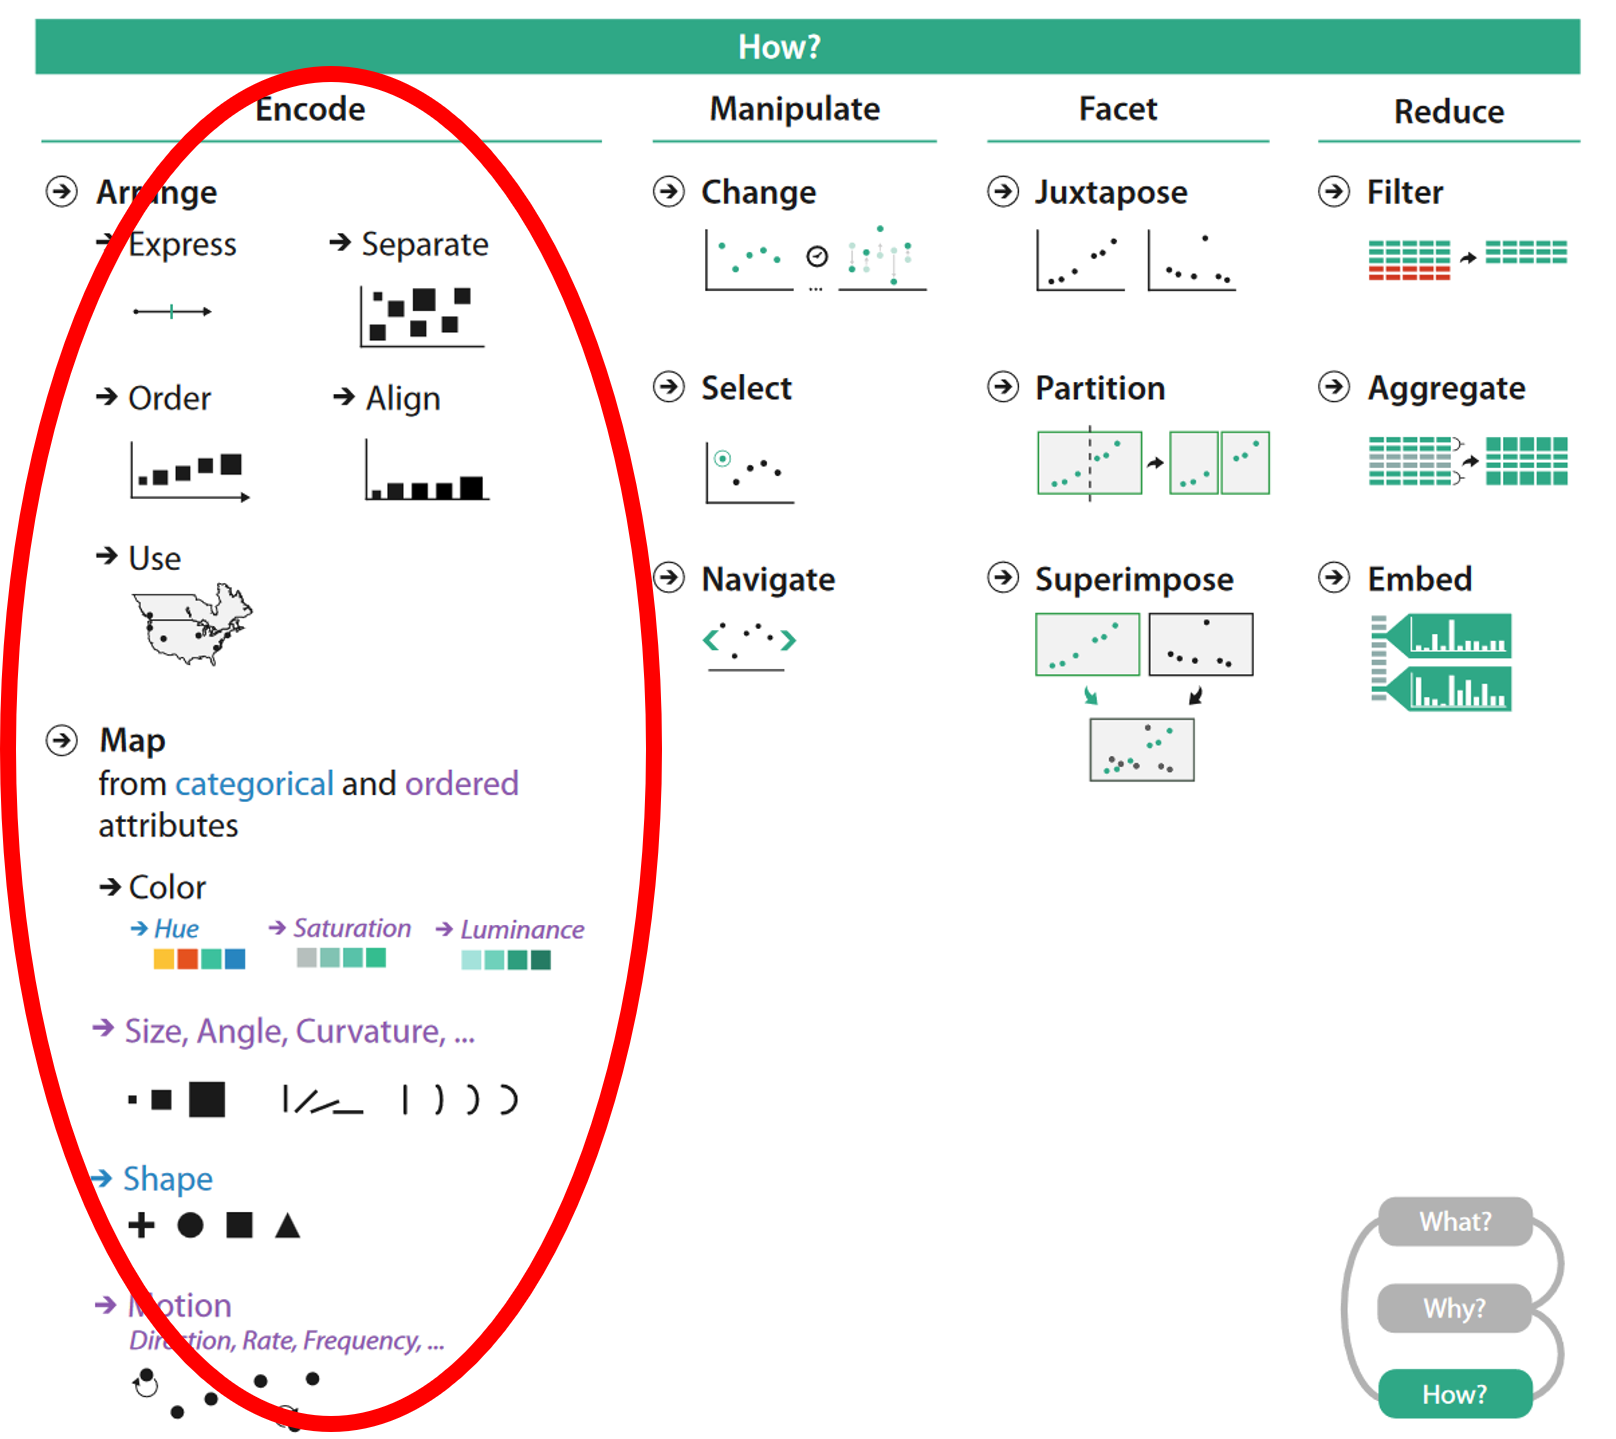 How?
Encode
Manipulate
Facet
Reduce
Arrange
Express
Separate
Order
Align
Use
Map
from categorical and ordered
attributes
Color
Hue
Saturation
Luminance
Size, Angle, Curvature, ...
Shape
Motion
Direction, Rate, Frequency, ...
Change
...
Select
Navigate
Juxtapose
Partition
Superimpose
Filter
Aggregate
Embed
What?
Why?
How?